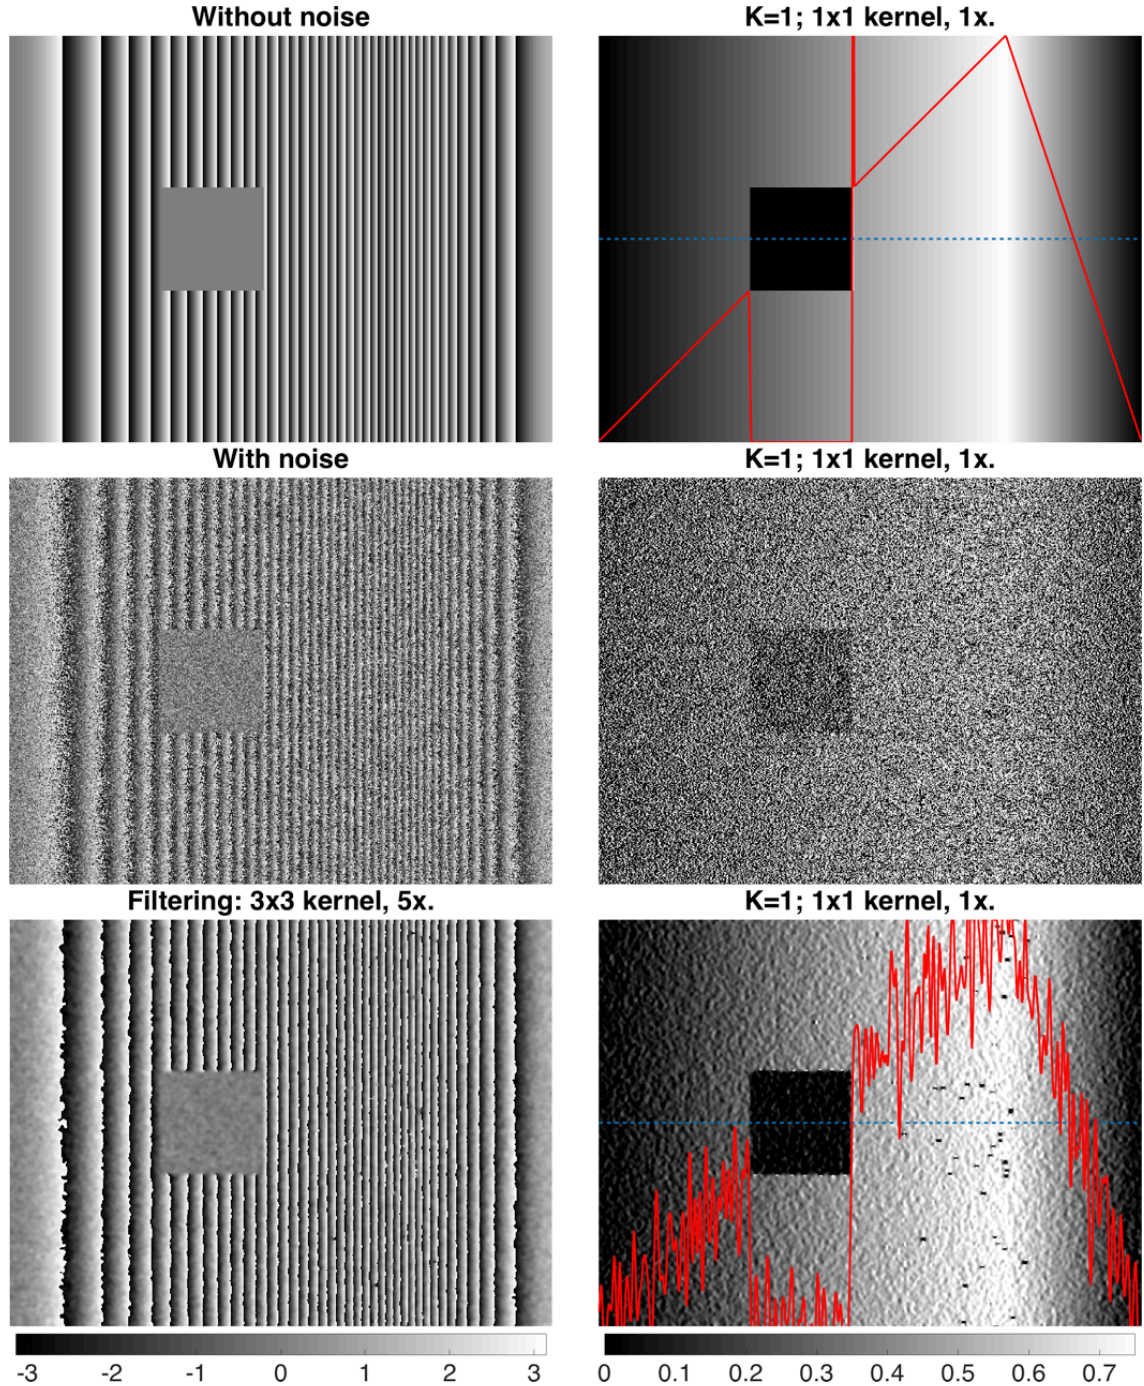 Without noise
K=1; 1x1 kernel, 1x.
With noise
K=1; 1x1 kernel, 1x.
Filtering: 3x3 kernel, 5x.
K=1; 1x1 kernel, 1x.
-3 -2 -1 0 1 2 3
0 0.1 0.2 0.3 0.4 0.5 0.6 0.7